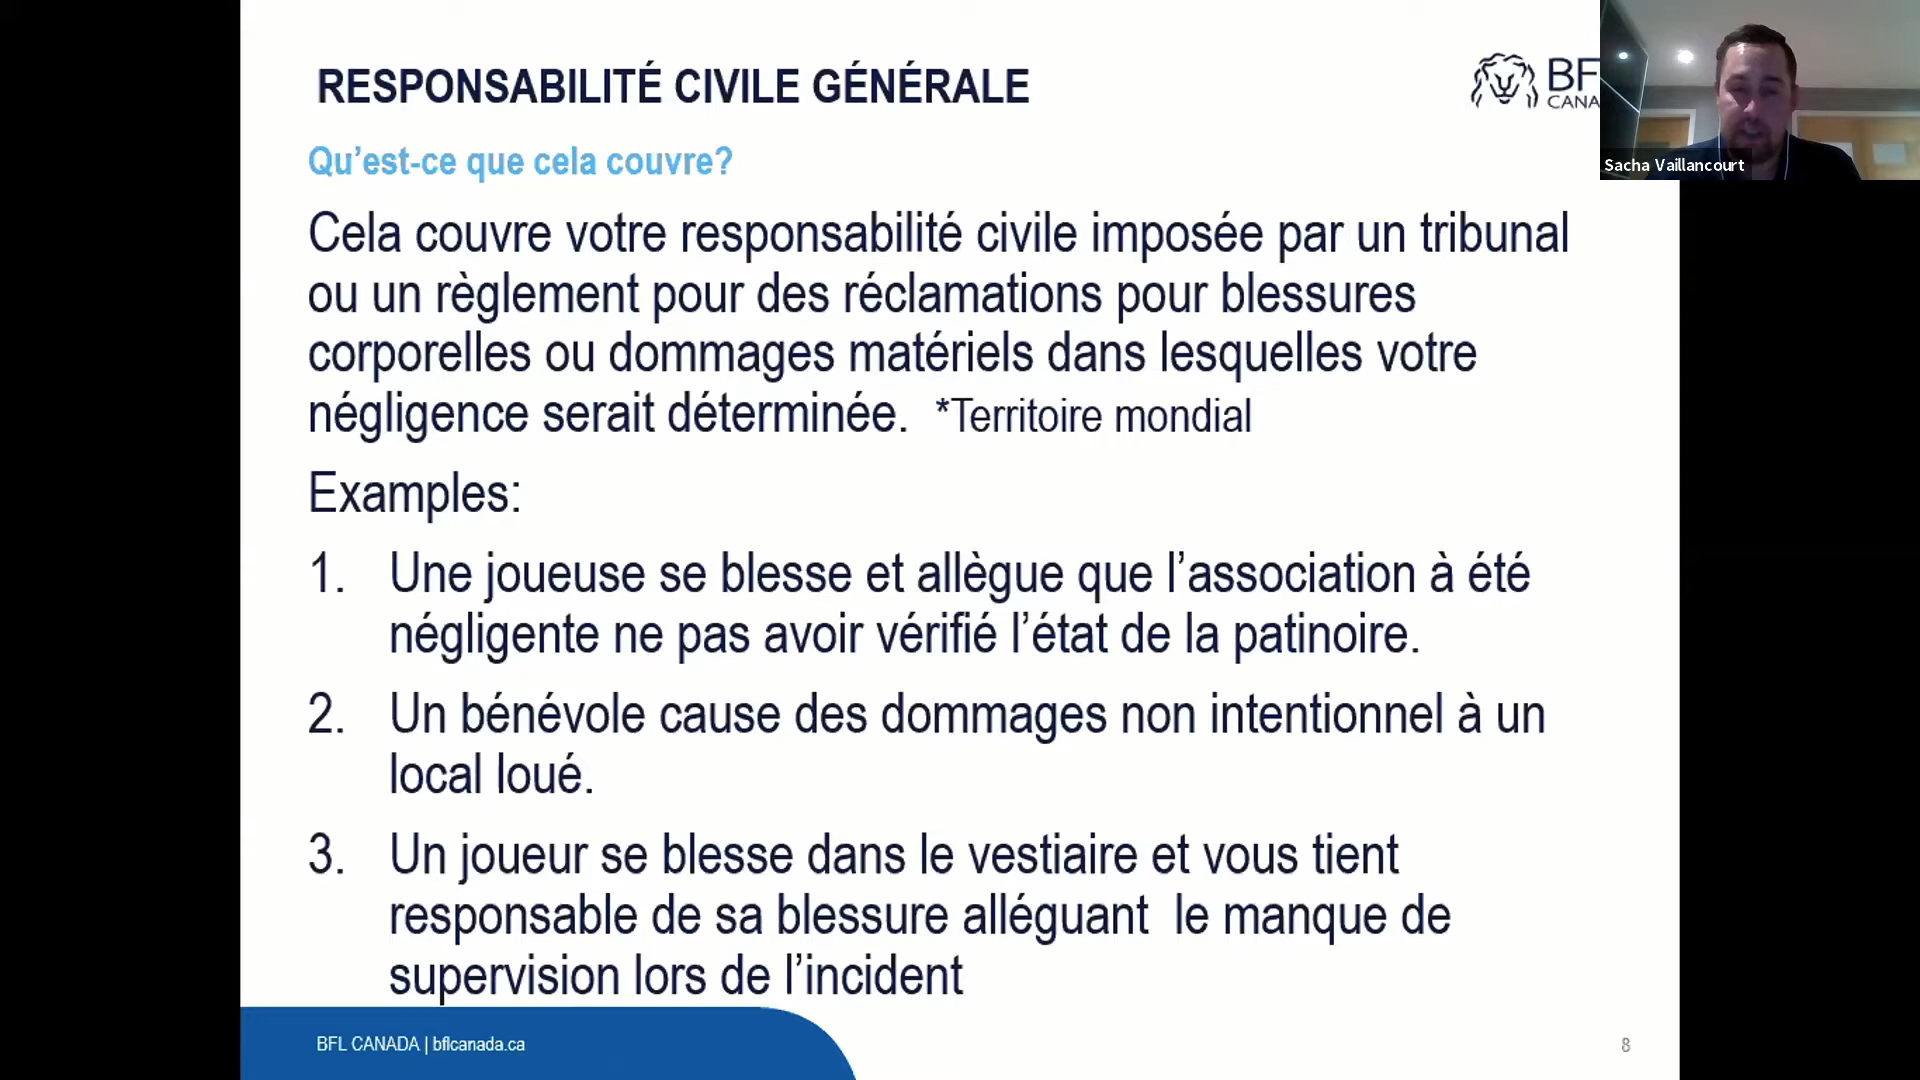 RESPONSABILITÉ CIVILE GÉNÉRALE
BF
CANA
Sacha Vaillancourt
Qu’est-ce que cela couvre?
Cela couvre votre responsabilité civile imposée par un tribunal
ou un règlement pour des réclamations pour blessures
corporelles ou dommages matériels dans lesquelles votre
négligence serait déterminée. *Territoire mondial
Examples:
1. Une joueuse se blesse et allègue que l’association à été
négligente ne pas avoir vérifié l’état de la patinoire.
2. Un bénévole cause des dommages non intentionnel à un
local loué.
3. Un joueur se blesse dans le vestiaire et vous tient
responsable de sa blessure alléguant le manque de
supervision lors de l’incident
BFL CANADA | bflcanada.ca
8